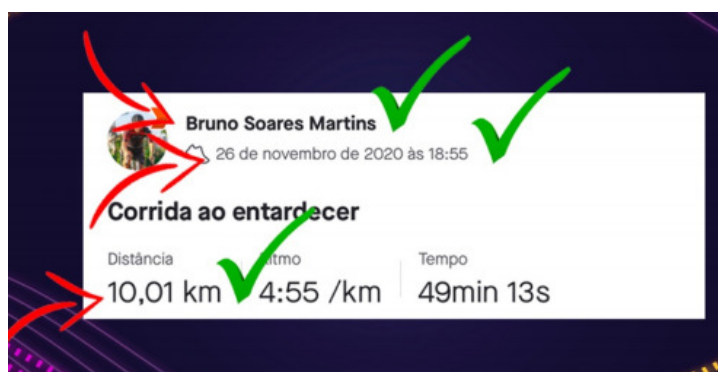 Bruno Soares Martins
26 de novembro de 2020 às 18:55
Corrida ao entardecer
Distância Ritmo Tempo
10,01 km 4:55 /km 49min 13s